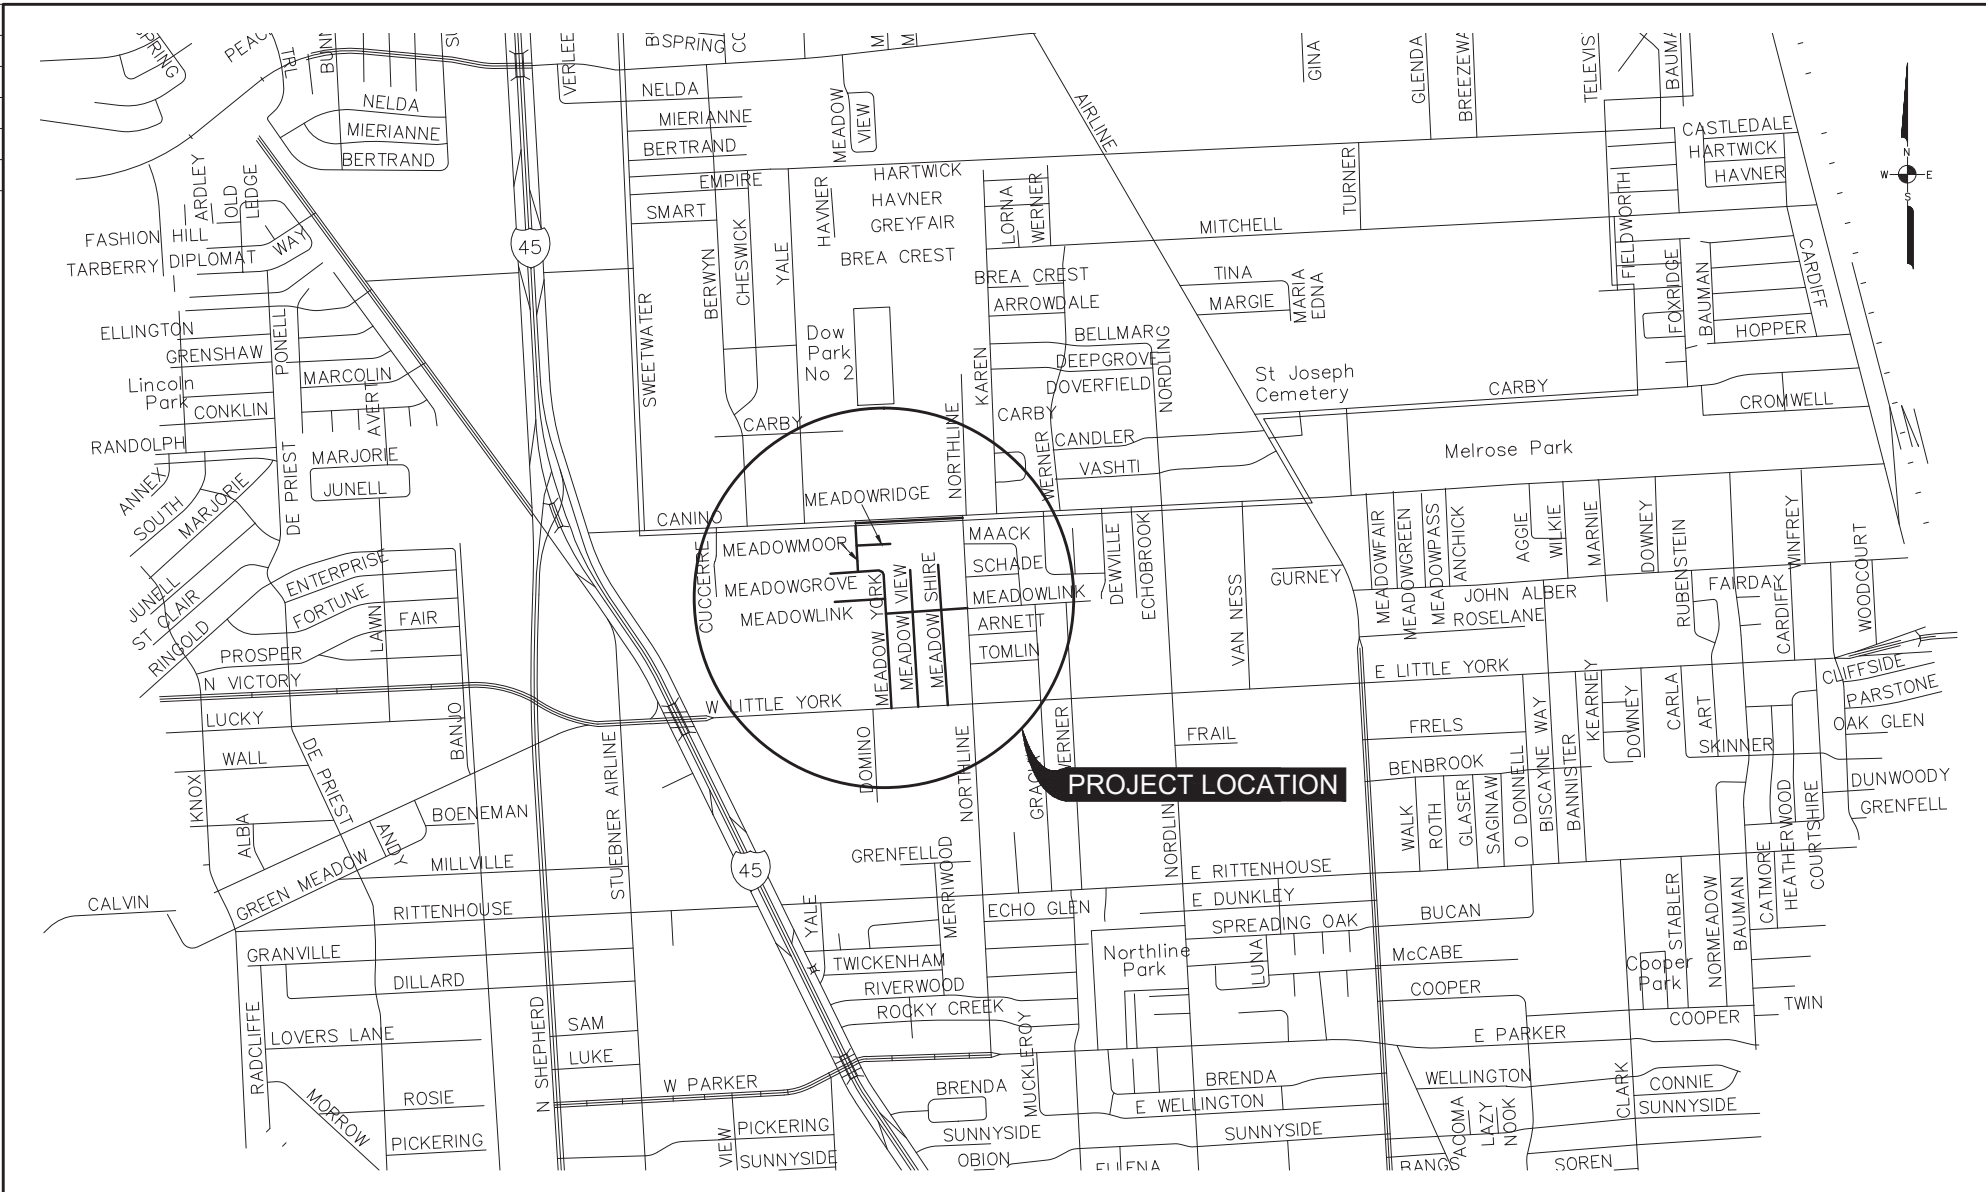 SPRING
TRL
NELDA
MIERIANNE
BERTRAND
ARDLEY
OLD
LEDGE
FASHION HILL
TARBERRY
DIPLOMAT
WAY
ELLINGTON
GRENSHAW
PONELL
Lincoln
Park
MARCOLIN
AVERT
CONKLIN
RANDOLPH
DE PRIEST
MARJORIE
JUNELL
ANNEX
SOUTH
MARJORIE
JUNELL
ST CLAIR
RINGOLD
ENTERPRISE
FORTUNE
LAWN
FAIR
PROSPER
N VICTORY
LUCKY
WALL
DE PRIEST
BANJO
KNOX
ALBA
ANDY
BOENEMAN
GREEN MEADOW
MILLVILLE
CALVIN
RITTENHOUSE
GRANVILLE
DILLARD
RADCLIFFE
LOVERS LANE
MORROW
ROSIE
PICKERING
N SHEPHERD
STUEBNER AIRLINE
SAM
LUKE
W PARKER
VIEW
PICKERING
SUNNYSIDE
45
45
VERLEE
SPRING
NELDA
MIERIANNE
BERTRAND
EMPIRE
SMART
SWEETWATER
BERWYN
CHESWICK
YALE
HAVNER
MEADOW
VIEW
HARTWICK
HAVNER
GREYFAIR
BREA CREST
Dow
Park
No 2
CARBY
KAREN
NORTHLINE
LORNA
WERNER
AIRLINE
BREA CREST
ARROWDALE
BELLMARG
DEEPGROVE
DOVERFIELD
NORDLING
CARBY
CANDLER
WERNER
VASHTI
MITCHELL
TURNER
TINA
MARGIE
MARIA
EDNA
St Joseph
Cemetery
CARBY
Melrose Park
GINA
GLENDA
BREEZEWA
TELEVIS
BAUMA
CASTLEDALE
HARTWICK
HAVNER
FIELDWORTH
FOXRIDGE
BAUMAN
CARDIFF
HOPPER
CROMWELL
N
W
E
S
CANINO
MEADOWRIDGE
MEADOWMOOR
MEADOWGROVE
MEADOWLINK
CUCCERRE
MEADOW YORK
MEADOW VIEW
MEADOW SHIRE
MAACK
SCHADE
MEADOWLINK
ARNETT
TOMLIN
DEWVILLE
ECHOBROOK
VAN NESS
GURNEY
W LITTLE YORK
DOMINO
NORTHLINE
FRAIL
PROJECT LOCATION
MEADOWFAIR
MEADOWGREEN
MEADOWPASS
ANCHICK
AGGIE
WILKIE
MARNIE
DOWNEY
RUBENSTEIN
FAIRDAY
CARDIFF
WINFREY
WOODCOURT
JOHN ALBER
ROSELANE
E LITTLE YORK
CLIFFSIDE
PARSTONE
OAK GLEN
FRELS
BENBROOK
WALK
ROTH
GLASER
SAGINAW
O DONNELL
BISCAYNE WAY
BANNISTER
KEARNEY
DOWNEY
CARLA
ART
SKINNER
DUNWOODY
GRENFELL
GRENFELL
MERRIWOOD
YALE
ECHO GLEN
E RITTENHOUSE
E DUNKLEY
SPREADING OAK
BUCAN
STABLER
NORMEADOW
BAUMAN
CATMORE
HEATHERWOOD
COURTSHIRE
TWICKENHAM
RIVERWOOD
ROCKY CREEK
Northline
Park
LUNA
McCABE
COOPER
Cooper
Park
COOPER
TWIN
E PARKER
MUCKLEROY
BRENDA
SUNNYSIDE
OBION
BRENDA
E WELLINGTON
SUNNYSIDE
WELLINGTON
ACOMA
LAZY
NOOK
CLARK
CONNIE
SUNNYSIDE
SOREN